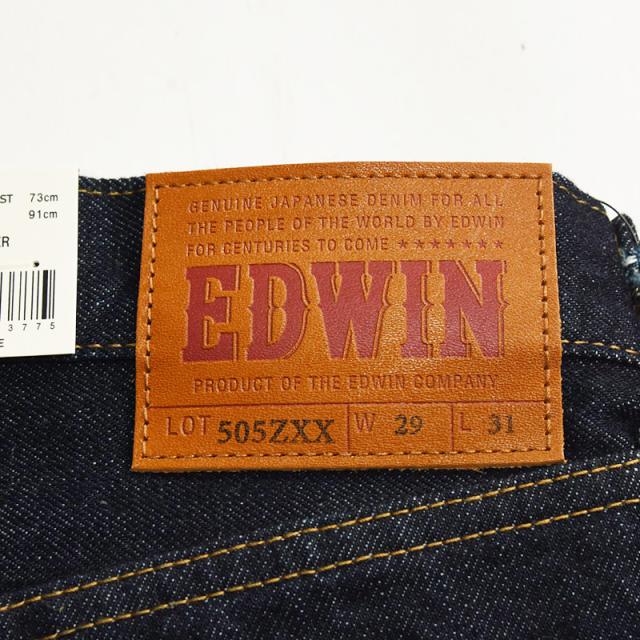 ST 73cm
91cm
ER
3775
E
GENUINE JAPANESE DENIM FOR ALL
THE PEOPLE OF THE WORLD BY EDWIN
FOR CENTURIES TO COME ★★★★★★★
EDWIN
PRODUCT OF THE EDWIN COMPANY
LOT 505ZXX W 29 L 31